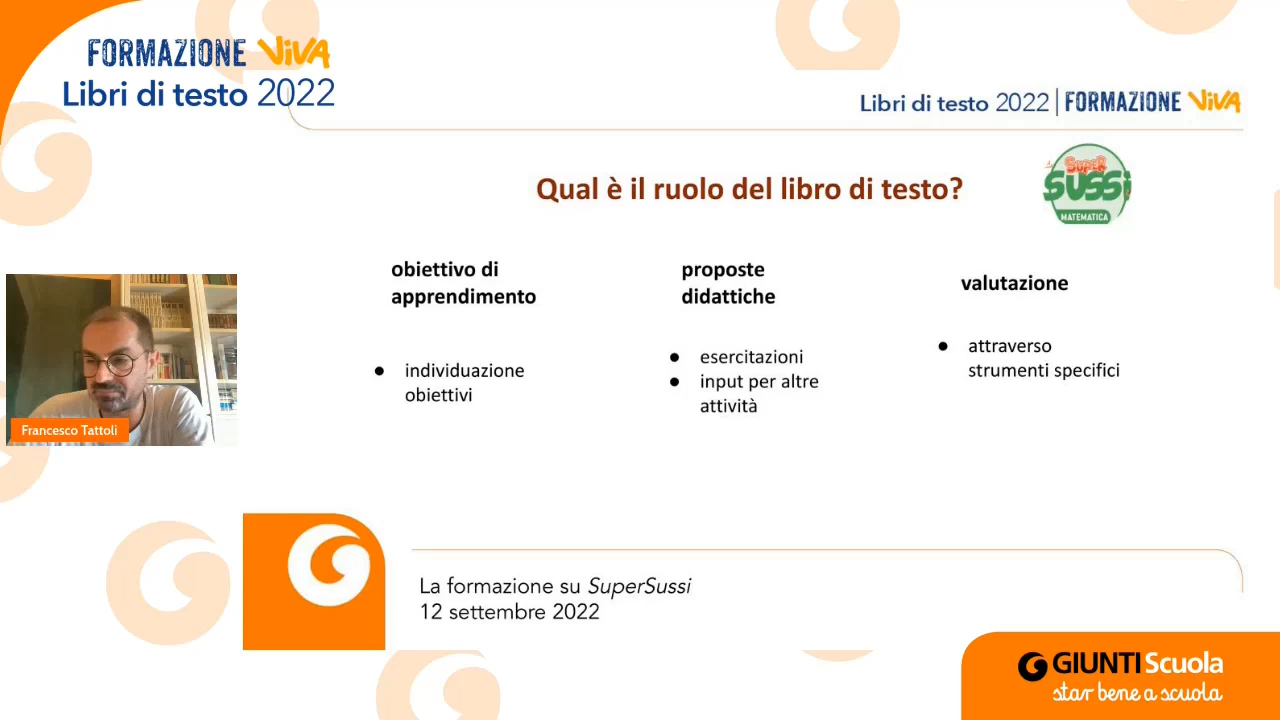 FORMAZIONE VIVA
Libri di testo 2022
Libri di testo 2022 | FORMAZIONE VIVA
Qual è il ruolo del libro di testo?
SUPER
SUSSi
MATEMATICA
obiettivo di
apprendimento
● individuazione
obiettivi
proposte
didattiche
● esercitazioni
● input per altre
attività
valutazione
● attraverso
strumenti specifici
Francesco Tattoli
La formazione su SuperSussi
12 settembre 2022
GIUNTI Scuola
star bene a scuola